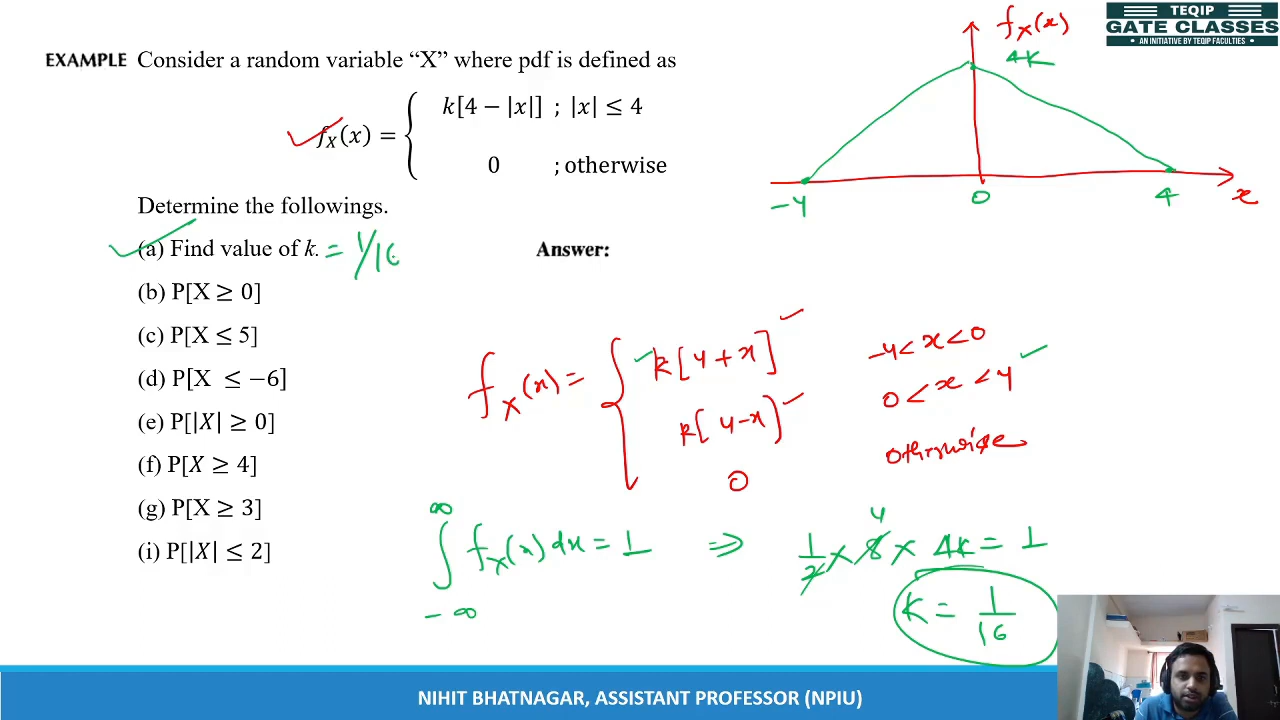 TEQIP
GATE CLASSES
• AN INITIATIVE BY TEQIP FACULTIES •
EXAMPLE Consider a random variable “X” where pdf is defined as
f_X(x) = { k[4 − |x|] ; |x| ≤ 4
0 ; otherwise
Determine the followings.
(a) Find value of k. = 1/16
(b) P[X ≥ 0]
(c) P[X ≤ 5]
(d) P[X ≤ −6]
(e) P[|X| ≥ 0]
(f) P[X ≥ 4]
(g) P[X ≥ 3]
(i) P[|X| ≤ 2]
f_X(x)
4K
-4 0 4 x
Answer:
f_X(x) = { k[4+x] -4<x<0
k[4-x] 0<x<4
0 otherwise
∫_{-∞}^{∞} f_X(x) dx = 1 ⇒ 1/2 × 8 × 4K = 1
4
K = 1/16
NIHIT BHATNAGAR, ASSISTANT PROFESSOR (NPIU)